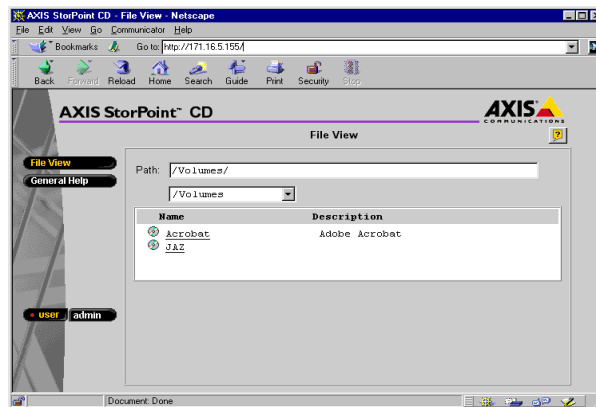 AXIS StorPoint CD - File View - Netscape
File Edit View Go Communicator Help
Bookmarks Go to: http://171.16.5.155/
Back Forward Reload Home Search Guide Print Security Stop
AXIS StorPoint™ CD
AXIS
COMMUNICATIONS
File View
?
File View
General Help
Path: /Volumes/
/Volumes
Name Description
Acrobat Adobe Acrobat
JAZ
user admin
Document: Done